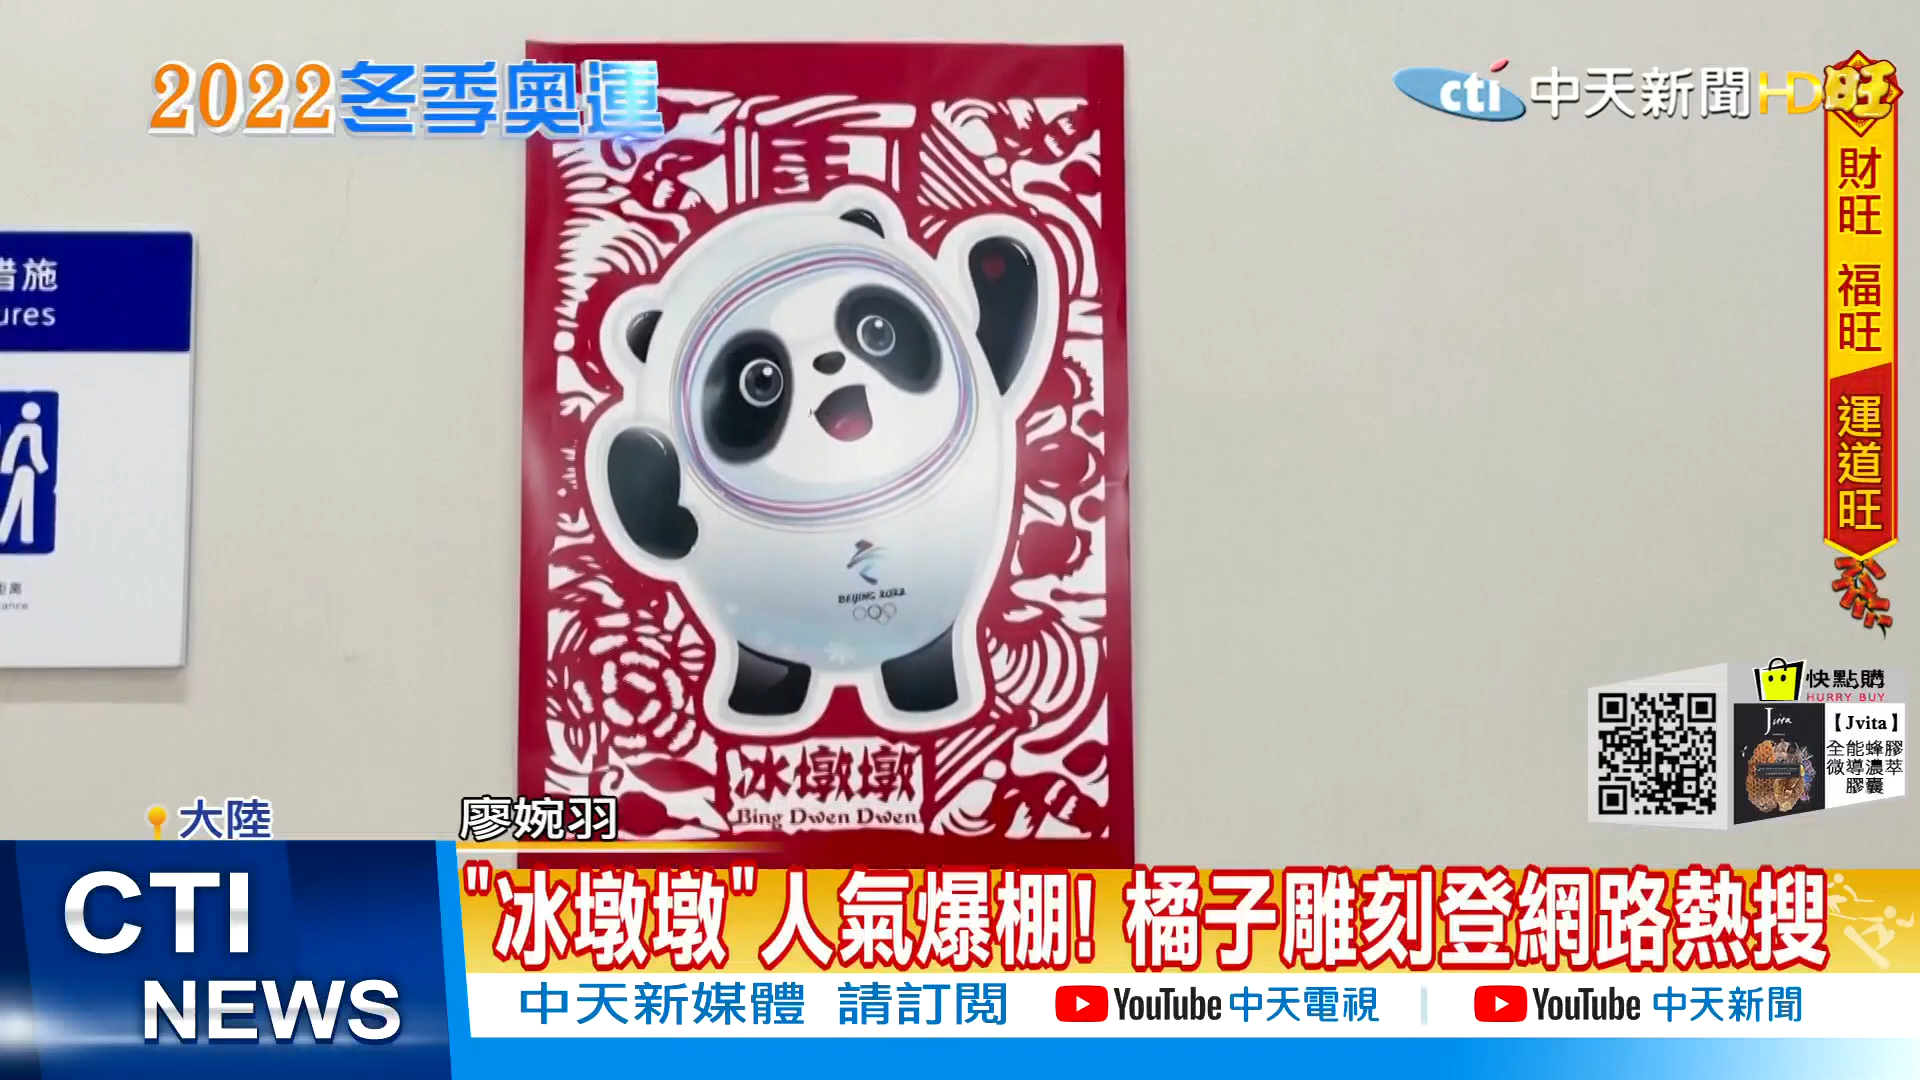 2022冬季奧運
cti 中天新聞HD
旺
財旺 福旺 運道旺
措施
ures
距離
tance
BEIJING 2022
冰墩墩
Bing Dwen Dwen
快點購
HURRY BUY
Jvita
【Jvita】
全能蜂膠
微導濃萃
膠囊
大陸
廖婉羽
CTI
NEWS
"冰墩墩"人氣爆棚! 橘子雕刻登網路熱搜
中天新媒體 請訂閱 YouTube 中天電視 | YouTube 中天新聞